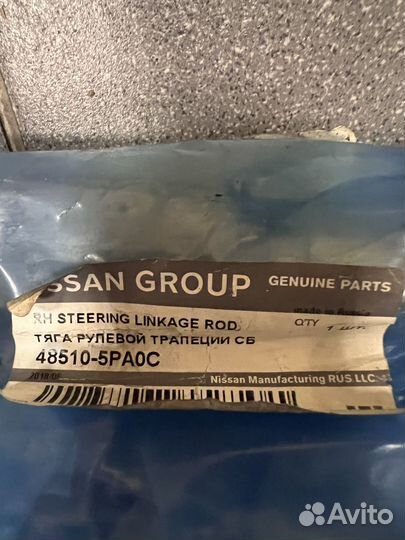 ISSAN GROUP GENUINE PARTS
made in Russia
RH STEERING LINKAGE ROD QTY 1 шт.
ТЯГА РУЛЕВОЙ ТРАПЕЦИИ СБ
48510-5PA0C
Nissan Manufacturing RUS LLC
Avito